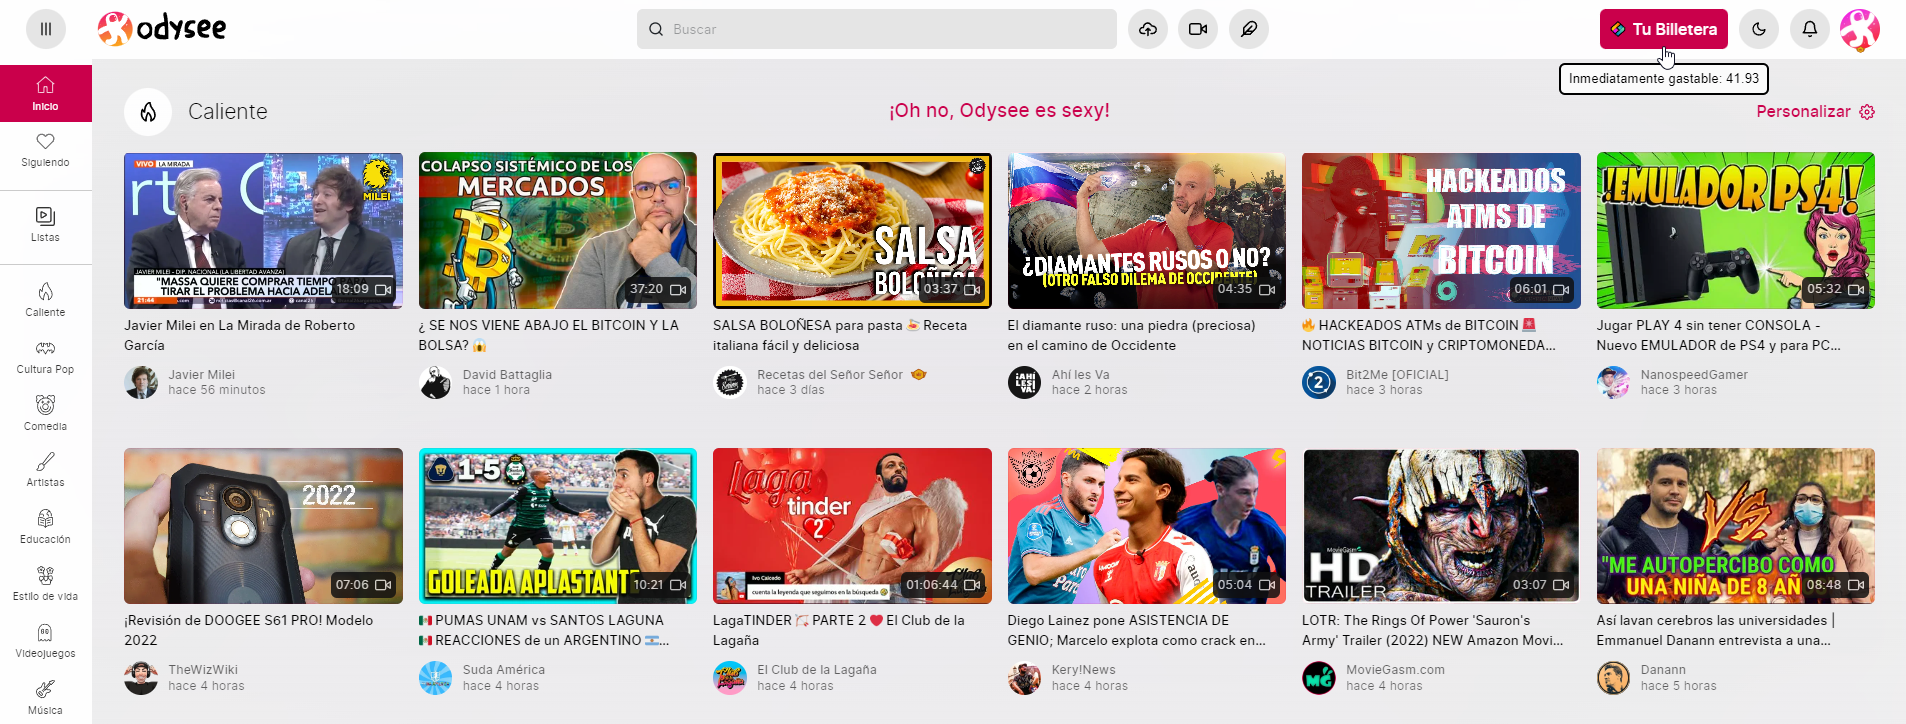 odysee
Buscar
Tu Billetera
Inmediatamente gastable: 41.93
Inicio
Siguiendo
Listas
Caliente
Cultura Pop
Comedia
Artistas
Educación
Estilo de vida
Videojuegos
Música
Caliente
¡Oh no, Odysee es sexy!
Personalizar
VIVO LA MIRADA
MILEI
JAVIER MILEI - DIP. NACIONAL (LA LIBERTAD AVANZA)
"MASSA QUIERE COMPRAR TIEMPO
TIRAR EL PROBLEMA HACIA ADELA
21:44
18:09
COLAPSO SISTÉMICO DE LOS
MERCADOS
37:20
SALSA
BOLOÑESA
03:37
¿DIAMANTES RUSOS O NO?
(OTRO FALSO DILEMA DE OCCIDENTE)
04:35
HACKEADOS
ATMS DE
BITCOIN
06:01
¡EMULADOR PS4!
05:32
Javier Milei en La Mirada de Roberto
García
Javier Milei
hace 56 minutos
¿ SE NOS VIENE ABAJO EL BITCOIN Y LA
BOLSA? 😱
David Battaglia
hace 1 hora
SALSA BOLOÑESA para pasta 🍝 Receta
italiana fácil y deliciosa
Recetas del Señor Señor
hace 3 días
El diamante ruso: una piedra (preciosa)
en el camino de Occidente
Ahí les Va
hace 2 horas
🔥 HACKEADOS ATMs de BITCOIN 🚨
NOTICIAS BITCOIN y CRIPTOMONEDA...
Bit2Me [OFICIAL]
hace 3 horas
Jugar PLAY 4 sin tener CONSOLA -
Nuevo EMULADOR de PS4 y para PC...
NanospeedGamer
hace 3 horas
2022
07:06
1-5
GOLEADA APLASTANT
10:21
Laga
tinder
2
Ivo Caicedo
cuenta la leyenda que seguimos en la búsqueda
01:06:44
05:04
MovieGasm
HD
TRAILER
03:07
VS.
"ME AUTOPERCIBO COMO
UNA NIÑA DE 8 AÑ
08:48
¡Revisión de DOOGEE S61 PRO! Modelo
2022
TheWizWiki
hace 4 horas
🇲🇽 PUMAS UNAM vs SANTOS LAGUNA
🇲🇽 REACCIONES de un ARGENTINO 🇦🇷...
Suda América
hace 4 horas
LagaTINDER 🏹 PARTE 2 ❤️ El Club de la
Lagaña
El Club de la Lagaña
hace 4 horas
Diego Lainez pone ASISTENCIA DE
GENIO; Marcelo explota como crack en...
Kery!News
hace 4 horas
LOTR: The Rings Of Power 'Sauron's
Army' Trailer (2022) NEW Amazon Movi...
MovieGasm.com
hace 4 horas
Así lavan cerebros las universidades |
Emmanuel Danann entrevista a una...
Danann
hace 5 horas